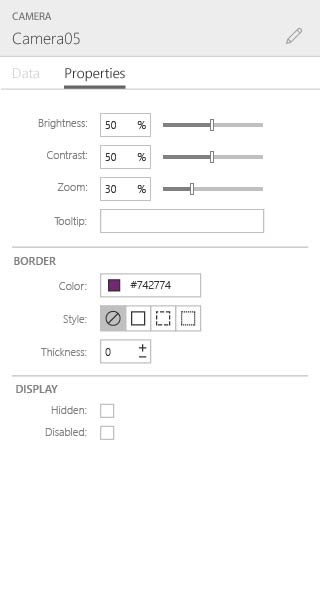 CAMERA
Camera05
Data Properties
Brightness: 50 %
Contrast: 50 %
Zoom: 30 %
Tooltip:
BORDER
Color: #742774
Style:
Thickness: 0 + −
DISPLAY
Hidden:
Disabled: